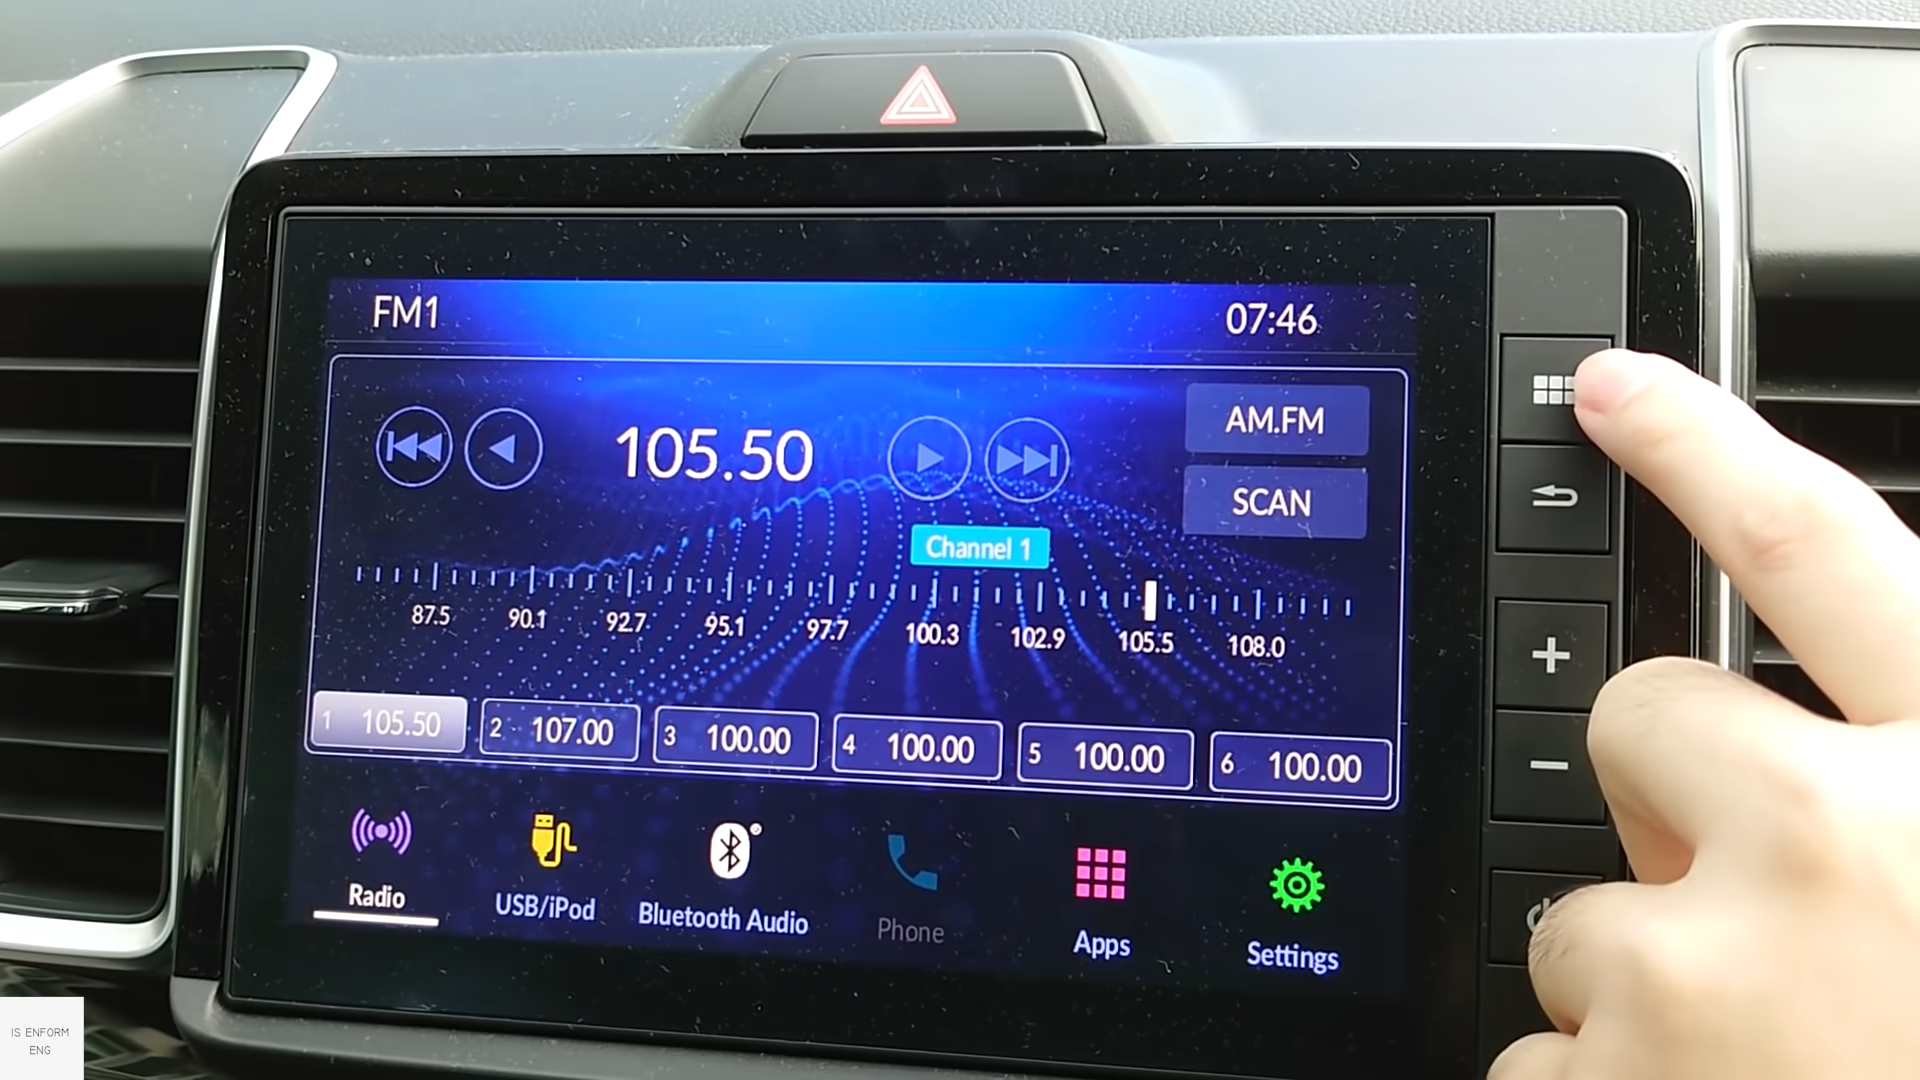 FM1
07:46
105.50
AM.FM
SCAN
Channel 1
87.5 90.1 92.7 95.1 97.7 100.3 102.9 105.5 108.0
1 105.50
2 107.00
3 100.00
4 100.00
5 100.00
6 100.00
Radio
USB/iPod
Bluetooth Audio
Phone
Apps
Settings
IS ENFORM
ENG